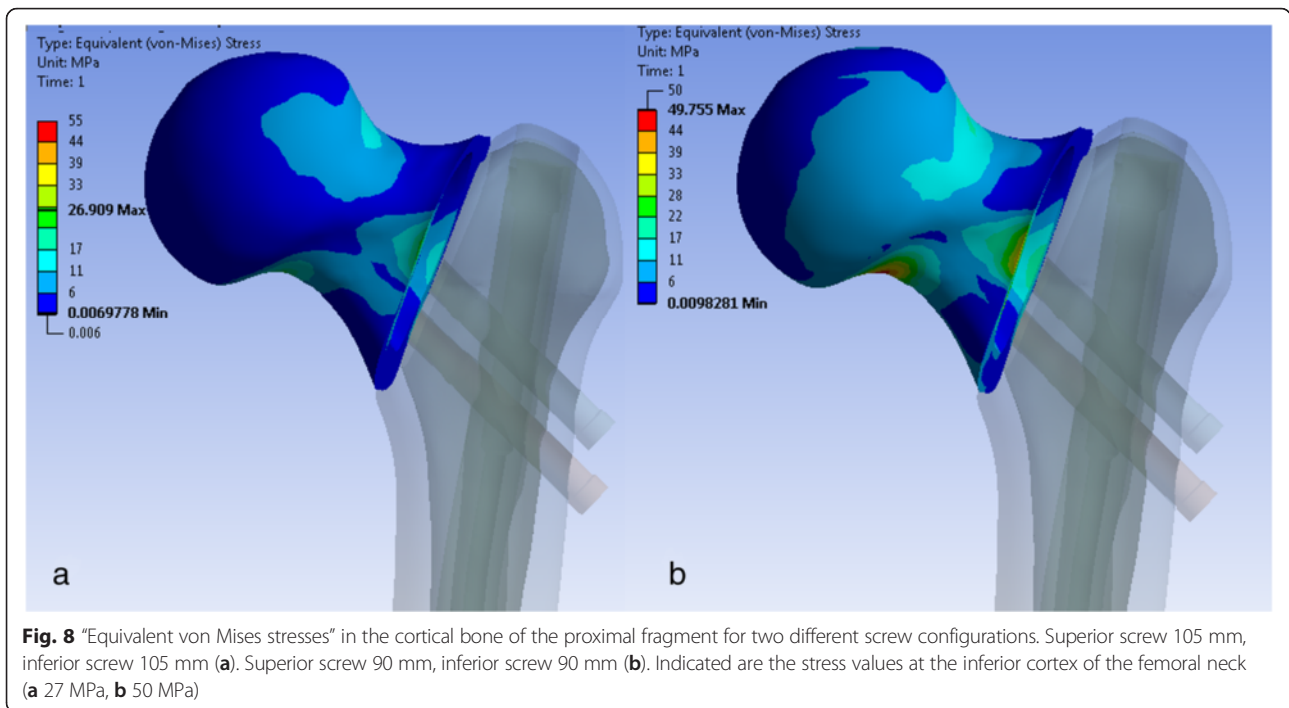 Type: Equivalent (von-Mises) Stress
Unit: MPa
Time: 1
55
44
39
33
26.909 Max
17
11
6
0.0069778 Min
0.006
a
Type: Equivalent (von-Mises) Stress
Unit: MPa
Time: 1
50
49.755 Max
44
39
33
28
22
17
11
6
0.0098281 Min
b
Fig. 8 “Equivalent von Mises stresses” in the cortical bone of the proximal fragment for two different screw configurations. Superior screw 105 mm,
inferior screw 105 mm (a). Superior screw 90 mm, inferior screw 90 mm (b). Indicated are the stress values at the inferior cortex of the femoral neck
(a 27 MPa, b 50 MPa)